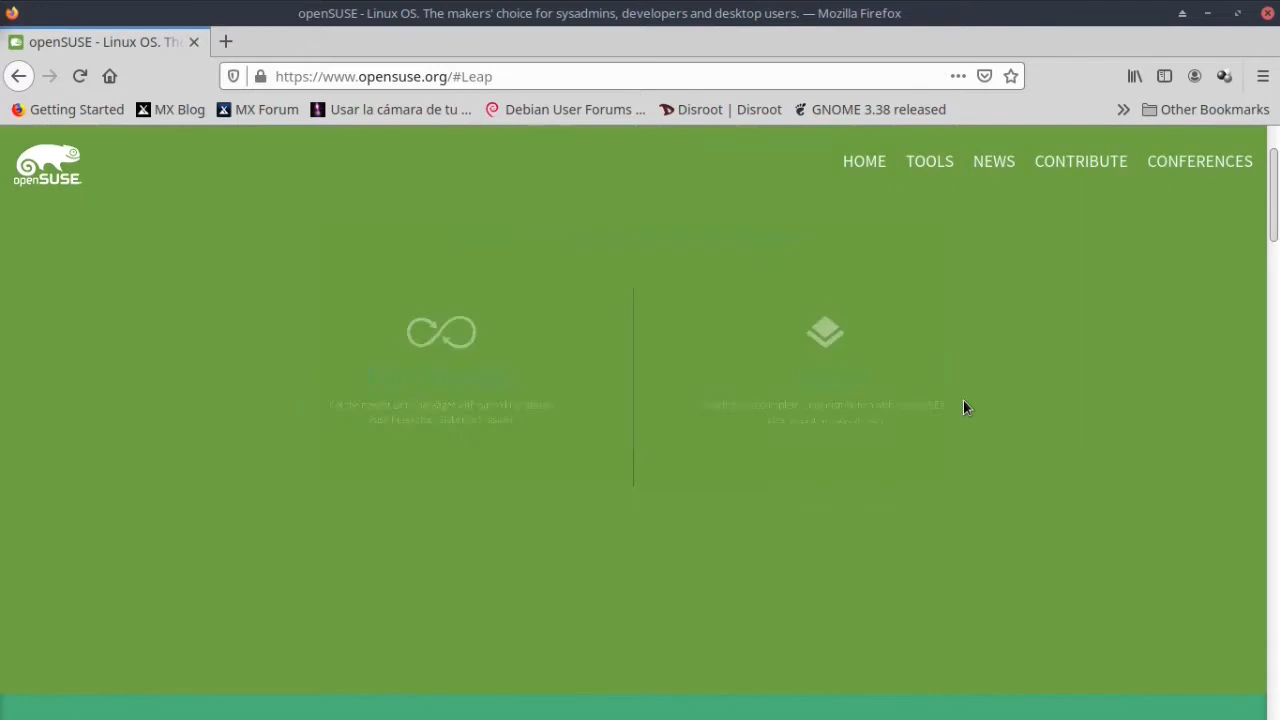 openSUSE - Linux OS. The makers' choice for sysadmins, developers and desktop users. — Mozilla Firefox
openSUSE - Linux OS. The
https://www.opensuse.org/#Leap
Getting Started
MX Blog
MX Forum
Usar la cámara de tu ...
Debian User Forums ...
Disroot | Disroot
GNOME 3.38 released
Other Bookmarks
openSUSE.
HOME
TOOLS
NEWS
CONTRIBUTE
CONFERENCES